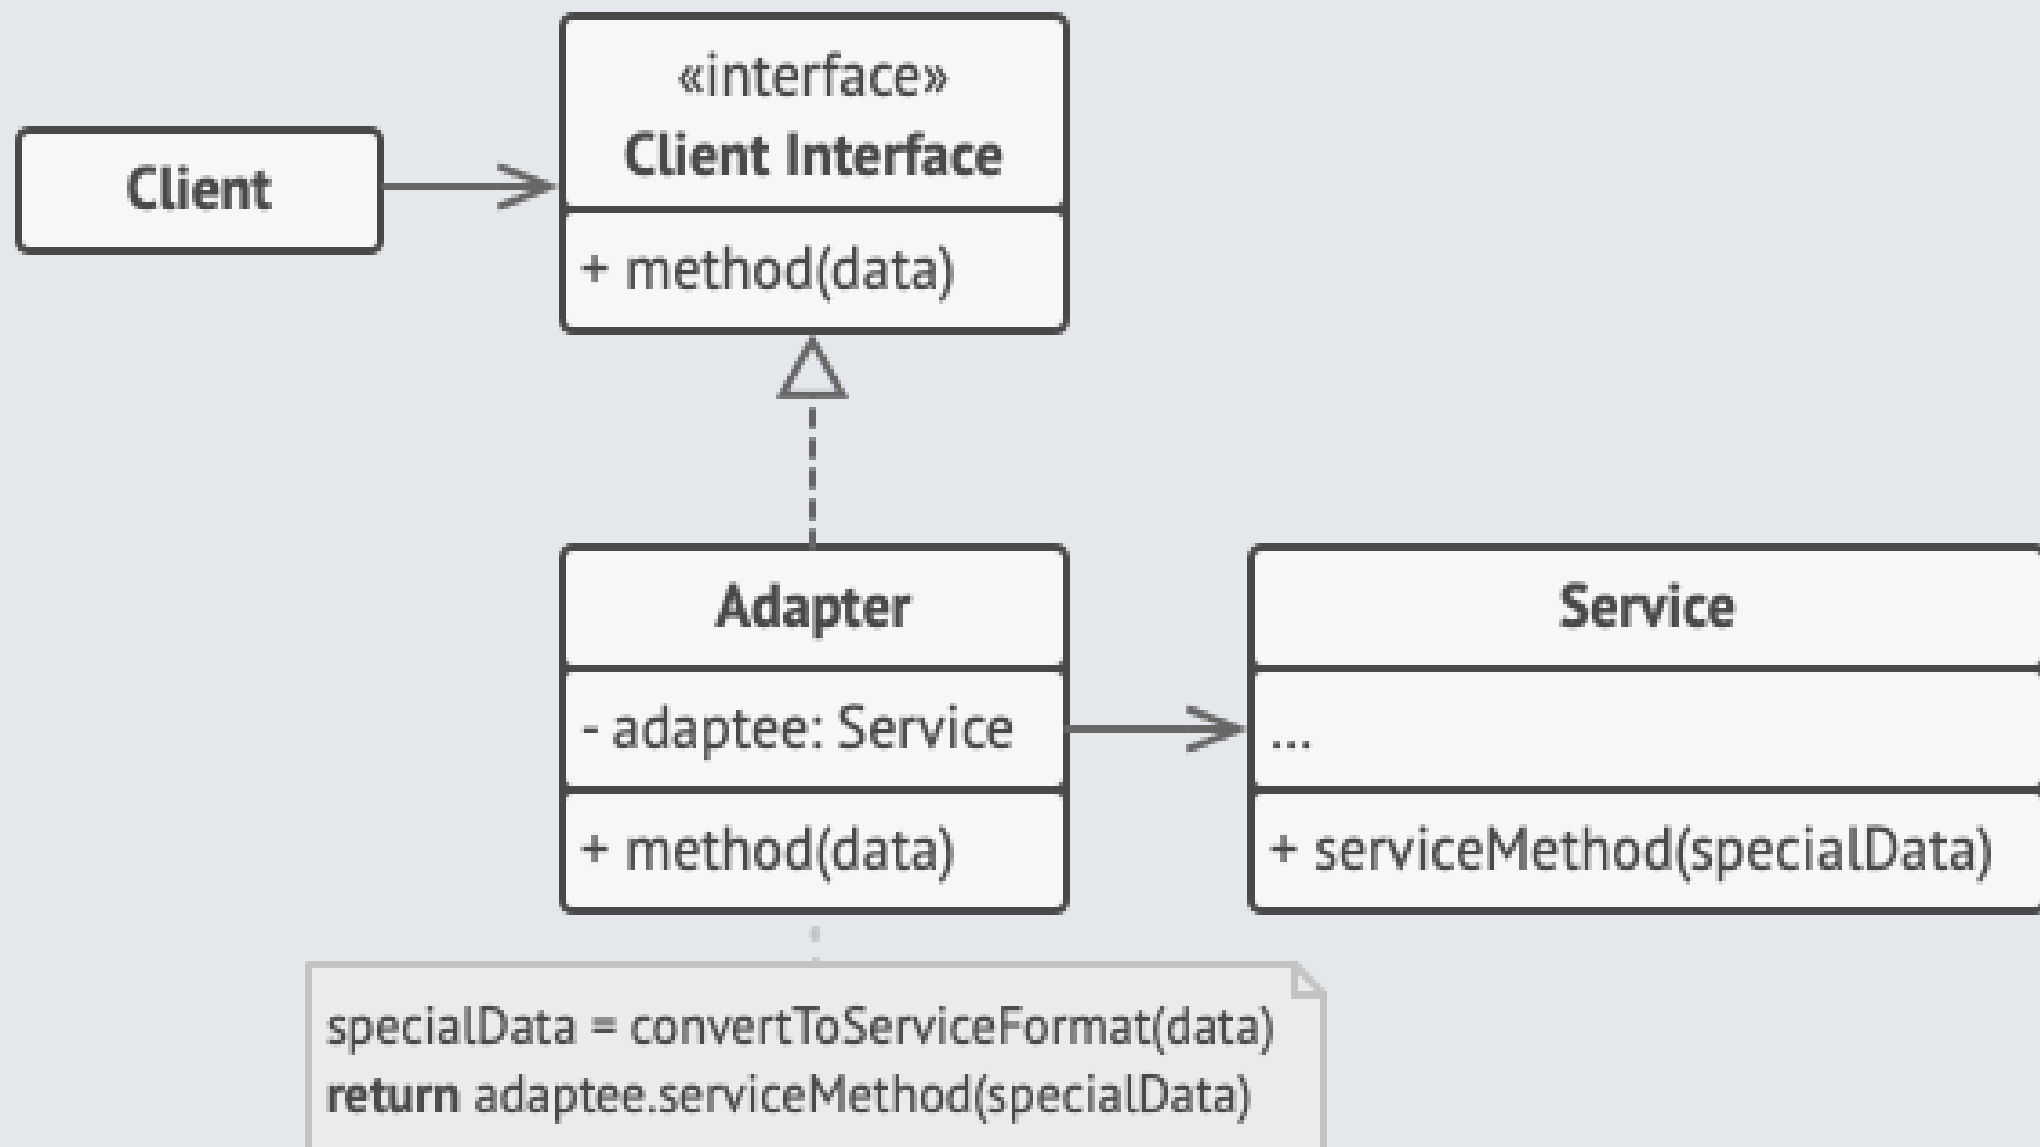 «interface»
Client Interface
Client
+ method(data)
Adapter
- adaptee: Service
+ method(data)
Service
...
+ serviceMethod(specialData)
specialData = convertToServiceFormat(data)
return adaptee.serviceMethod(specialData)